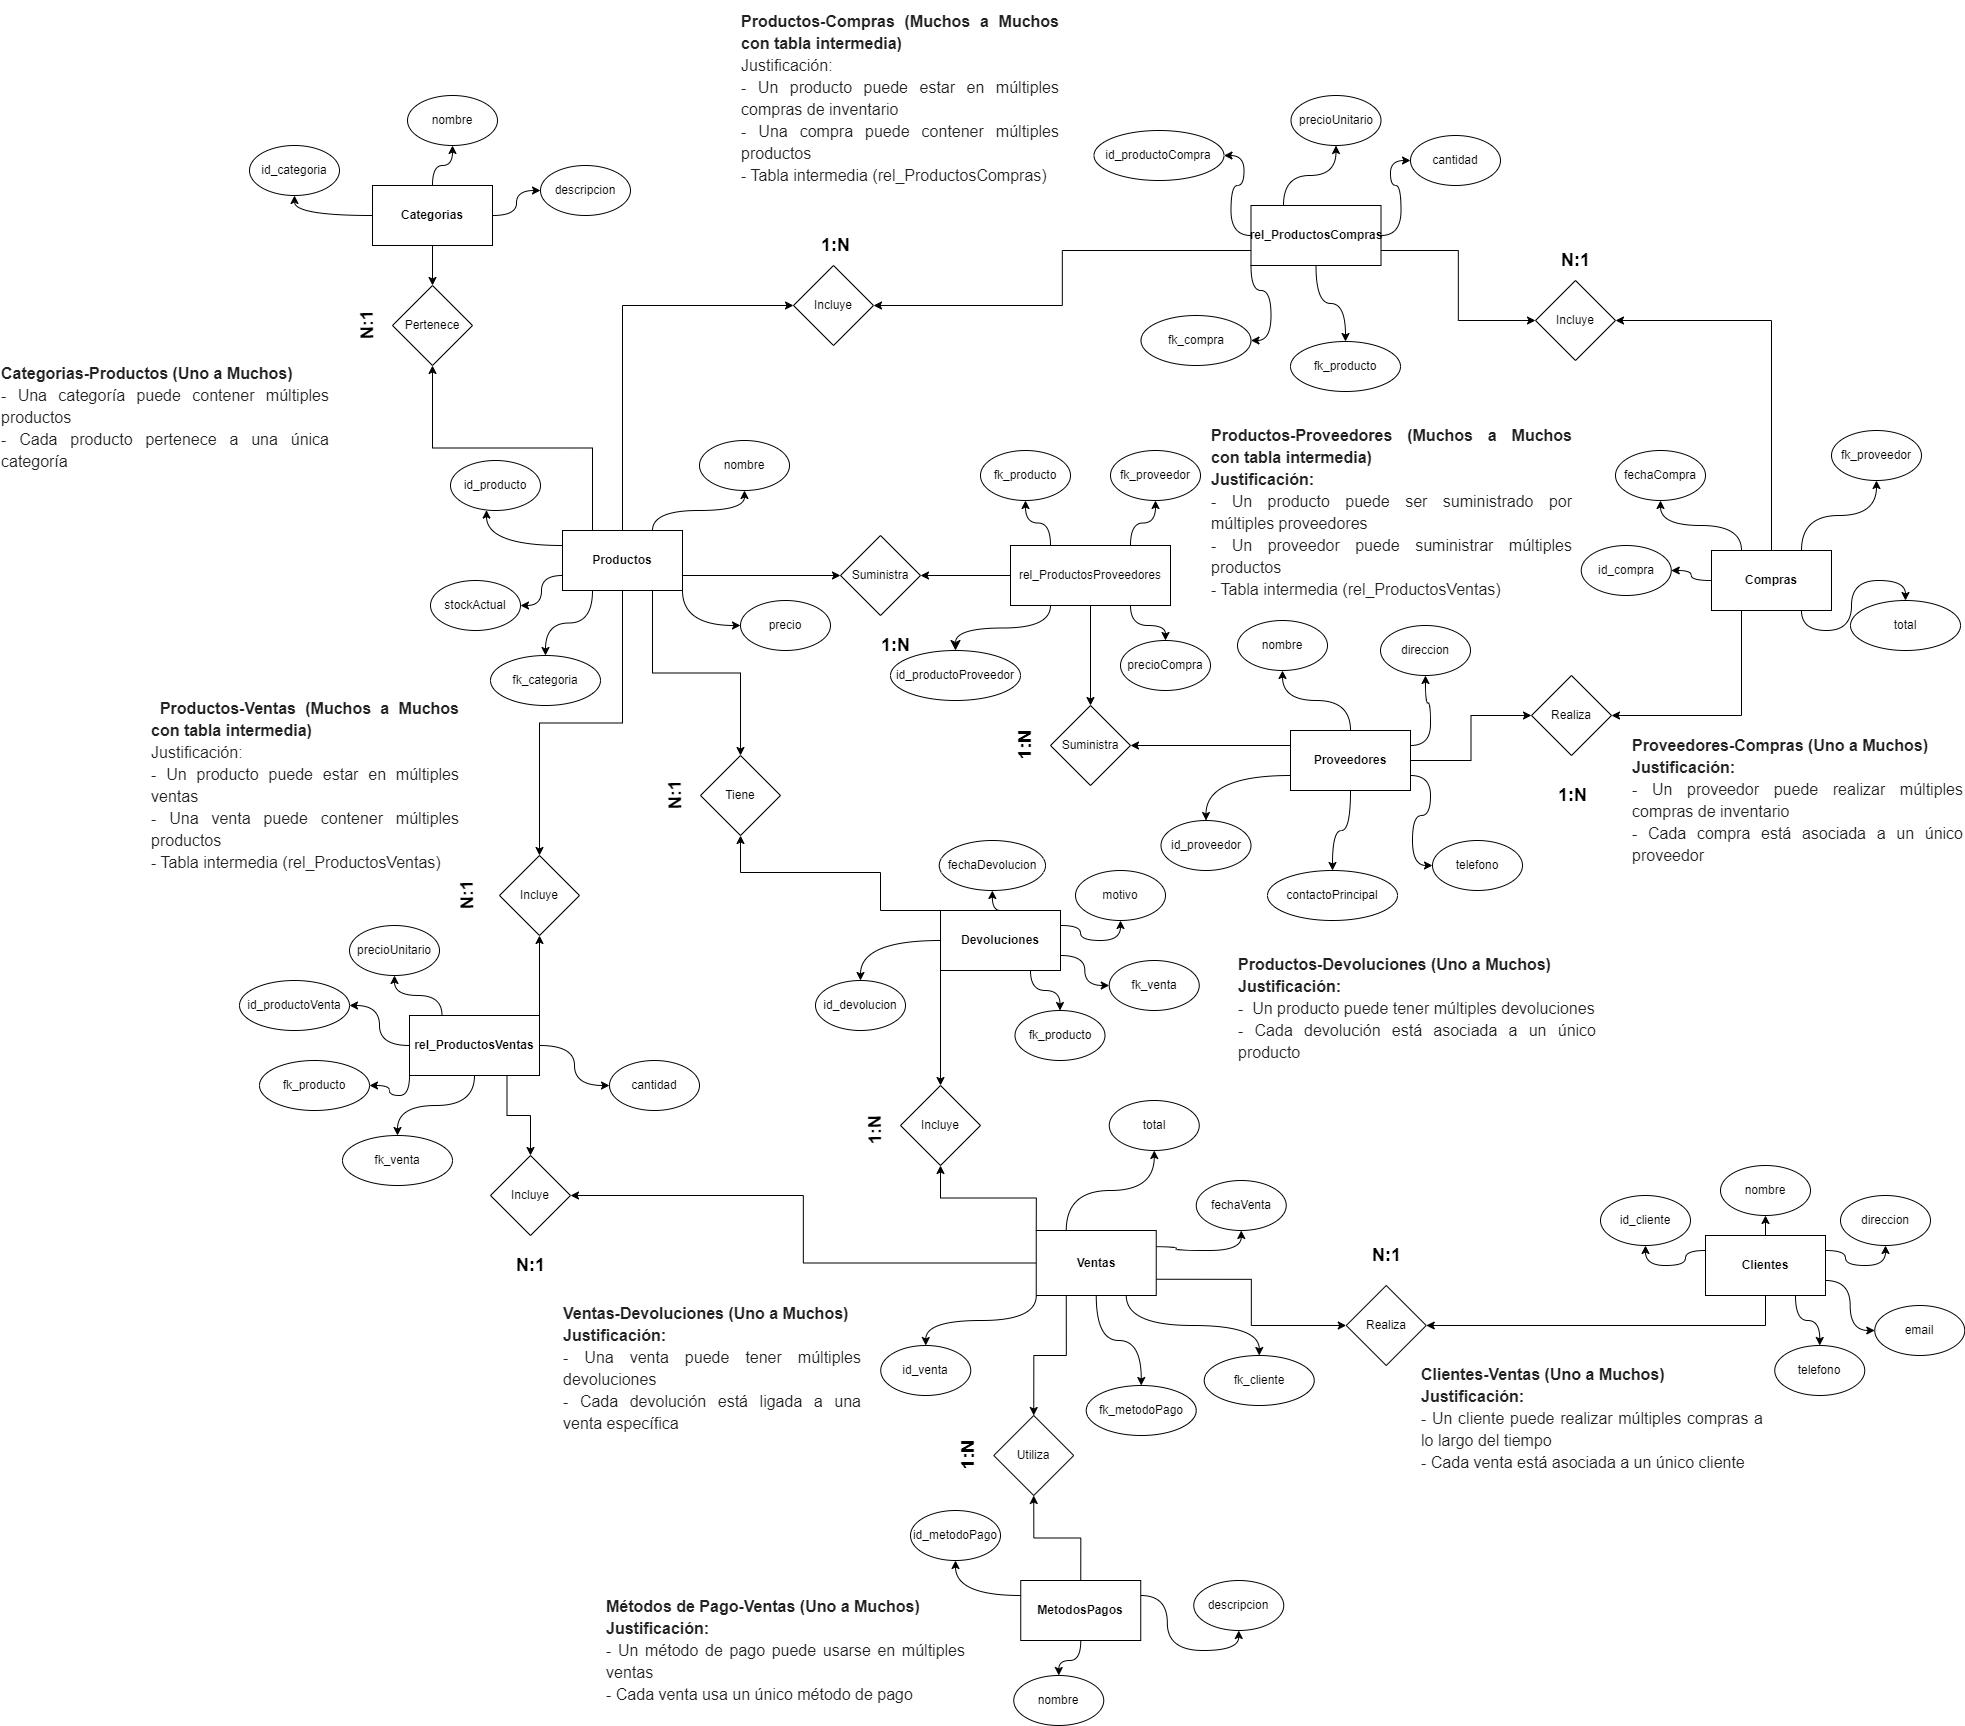 Productos-Compras (Muchos a Muchos
con tabla intermedia)
Justificación:
- Un producto puede estar en múltiples
compras de inventario
- Una compra puede contener múltiples
productos
- Tabla intermedia (rel_ProductosCompras)
nombre
id_categoria
descripcion
Categorias
N:1
Pertenece
Categorias-Productos (Uno a Muchos)
- Una categoría puede contener múltiples
productos
- Cada producto pertenece a una única
categoría
1:N
Incluye
precioUnitario
id_productoCompra
cantidad
rel_ProductosCompras
fk_compra
fk_producto
N:1
Incluye
nombre
id_producto
Productos
stockActual
precio
fk_categoria
Suministra
1:N
fk_producto
fk_proveedor
rel_ProductosProveedores
id_productoProveedor
precioCompra
Productos-Proveedores (Muchos a Muchos
con tabla intermedia)
Justificación:
- Un producto puede ser suministrado por
múltiples proveedores
- Un proveedor puede suministrar múltiples
productos
- Tabla intermedia (rel_ProductosVentas)
fk_proveedor
fechaCompra
id_compra
Compras
total
1:N
Suministra
nombre
direccion
Proveedores
id_proveedor
contactoPrincipal
telefono
Realiza
1:N
Proveedores-Compras (Uno a Muchos)
Justificación:
- Un proveedor puede realizar múltiples
compras de inventario
- Cada compra está asociada a un único
proveedor
Productos-Ventas (Muchos a Muchos
con tabla intermedia)
Justificación:
- Un producto puede estar en múltiples
ventas
- Una venta puede contener múltiples
productos
- Tabla intermedia (rel_ProductosVentas)
N:1
Incluye
N:1
Tiene
fechaDevolucion
motivo
Devoluciones
id_devolucion
fk_venta
fk_producto
Productos-Devoluciones (Uno a Muchos)
Justificación:
- Un producto puede tener múltiples devoluciones
- Cada devolución está asociada a un único
producto
precioUnitario
id_productoVenta
rel_ProductosVentas
fk_producto
cantidad
fk_venta
Incluye
N:1
1:N
Incluye
total
fechaVenta
Ventas
id_venta
fk_metodoPago
fk_cliente
Ventas-Devoluciones (Uno a Muchos)
Justificación:
- Una venta puede tener múltiples
devoluciones
- Cada devolución está ligada a una
venta específica
N:1
Realiza
nombre
id_cliente
direccion
Clientes
email
telefono
Clientes-Ventas (Uno a Muchos)
Justificación:
- Un cliente puede realizar múltiples compras a
lo largo del tiempo
- Cada venta está asociada a un único cliente
1:N
Utiliza
id_metodoPago
descripcion
MetodosPagos
nombre
Métodos de Pago-Ventas (Uno a Muchos)
Justificación:
- Un método de pago puede usarse en múltiples
ventas
- Cada venta usa un único método de pago